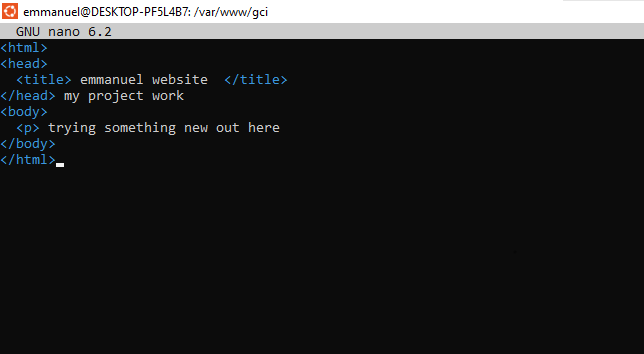 emmanuel@DESKTOP-PF5L4B7: /var/www/gci
GNU nano 6.2
<html>
<head>
  <title> emmanuel website  </title>
</head> my project work
<body>
  <p> trying something new out here
</body>
</html>